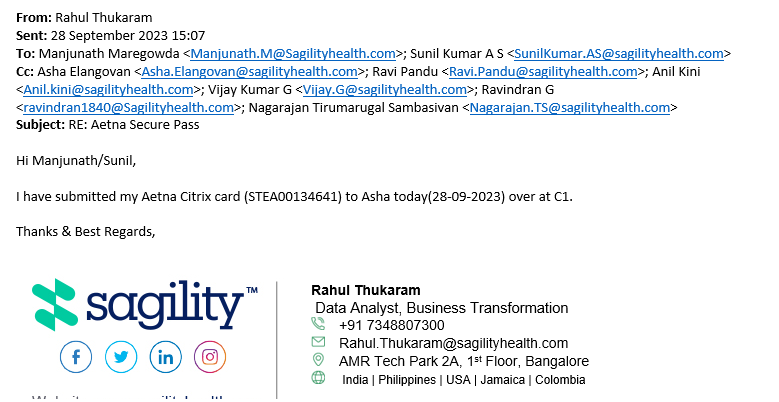 From: Rahul Thukaram
Sent: 28 September 2023 15:07
To: Manjunath Maregowda <Manjunath.M@Sagilityhealth.com>; Sunil Kumar A S <SunilKumar.AS@sagilityhealth.com>
Cc: Asha Elangovan <Asha.Elangovan@sagilityhealth.com>; Ravi Pandu <Ravi.Pandu@sagilityhealth.com>; Anil Kini
<Anil.kini@sagilityhealth.com>; Vijay Kumar G <Vijay.G@sagilityhealth.com>; Ravindran G
<ravindran1840@Sagilityhealth.com>; Nagarajan Tirumarugal Sambasivan <Nagarajan.TS@sagilityhealth.com>
Subject: RE: Aetna Secure Pass
Hi Manjunath/Sunil,
I have submitted my Aetna Citrix card (STEA00134641) to Asha today(28-09-2023) over at C1.
Thanks & Best Regards,
sagility™
Rahul Thukaram
Data Analyst, Business Transformation
+91 7348807300
Rahul.Thukaram@sagilityhealth.com
AMR Tech Park 2A, 1st Floor, Bangalore
India | Philippines | USA | Jamaica | Colombia